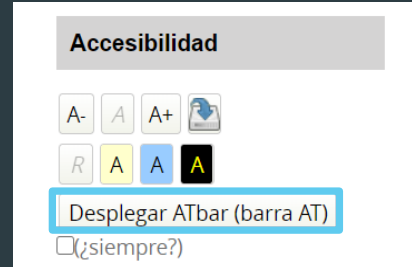 Accesibilidad
A- A A+
R A A A
Desplegar ATbar (barra AT)
(¿siempre?)